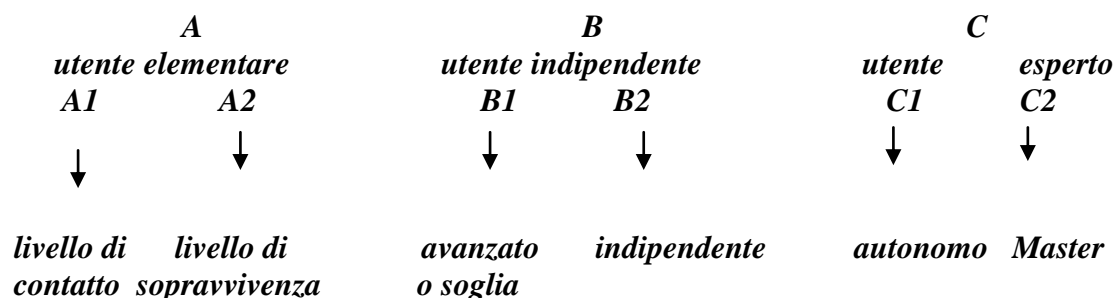 A B C
utente elementare utente indipendente utente esperto
A1 A2 B1 B2 C1 C2
livello di livello di avanzato indipendente autonomo Master
contatto sopravvivenza o soglia